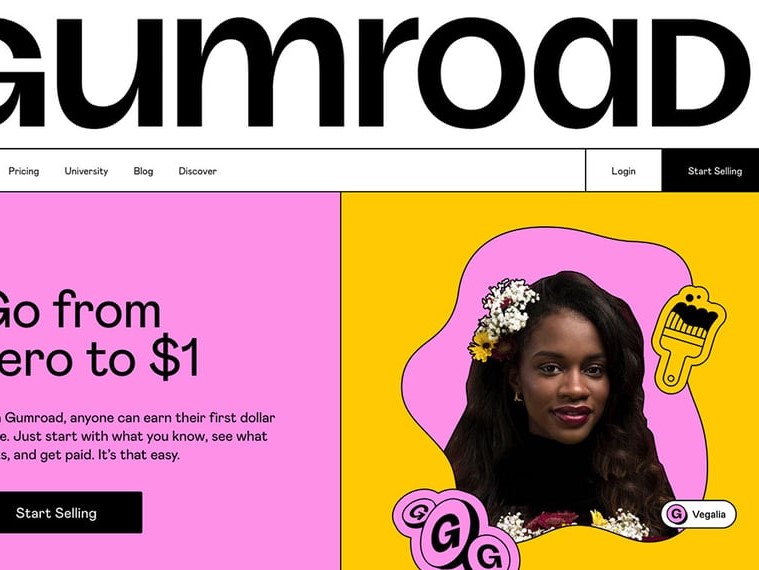 Gumroad
Pricing University Blog Discover Login Start Selling
Go from
ero to $1
Gumroad, anyone can earn their first dollar
e. Just start with what you know, see what
s, and get paid. It's that easy.
Start Selling
G
G
G
G Vegalia